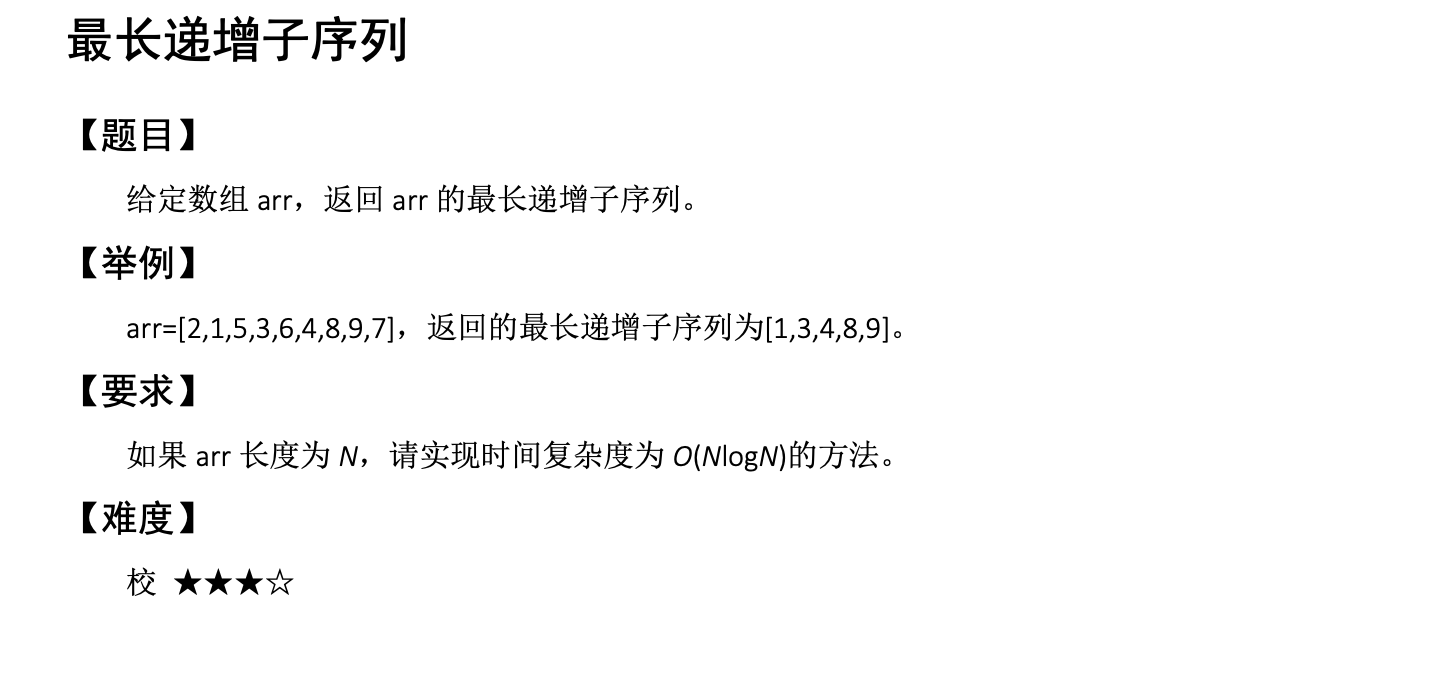 最长递增子序列
【题目】
给定数组 arr，返回 arr 的最长递增子序列。
【举例】
arr=[2,1,5,3,6,4,8,9,7]，返回的最长递增子序列为[1,3,4,8,9]。
【要求】
如果 arr 长度为 N，请实现时间复杂度为 O(NlogN)的方法。
【难度】
校 ★★★☆